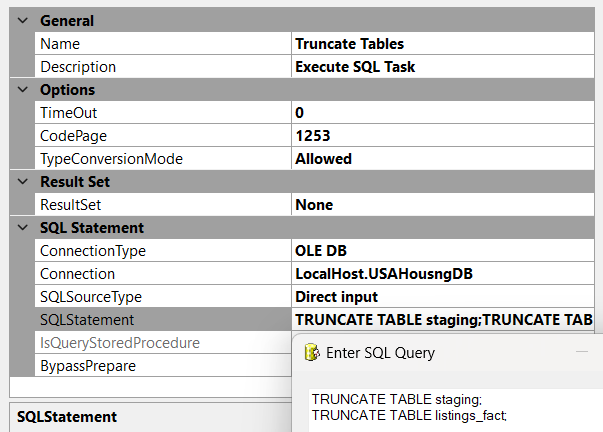 General
Name Truncate Tables
Description Execute SQL Task
Options
TimeOut 0
CodePage 1253
TypeConversionMode Allowed
Result Set
ResultSet None
SQL Statement
ConnectionType OLE DB
Connection LocalHost.USAHousngDB
SQLSourceType Direct input
SQLStatement TRUNCATE TABLE staging;TRUNCATE TAB
IsQueryStoredProcedure
BypassPrepare
Enter SQL Query
TRUNCATE TABLE staging;
TRUNCATE TABLE listings_fact;
SQLStatement